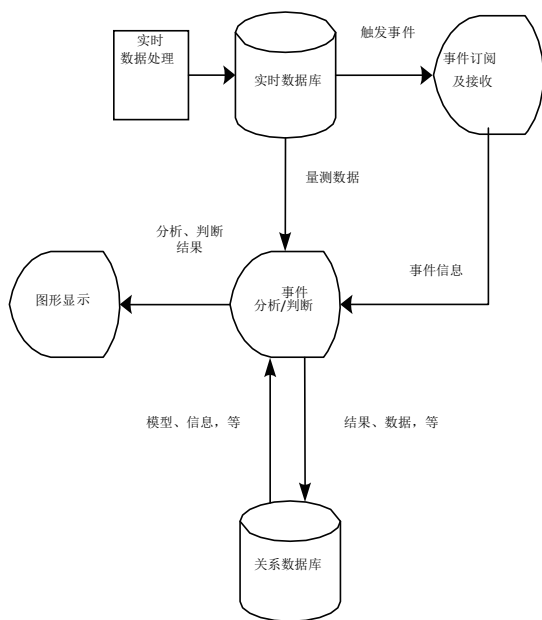 实时
数据处理
实时数据库
触发事件
事件订阅
及接收
量测数据
分析、判断
结果
事件信息
图形显示
事件
分析/判断
模型、信息，等
结果、数据，等
关系数据库